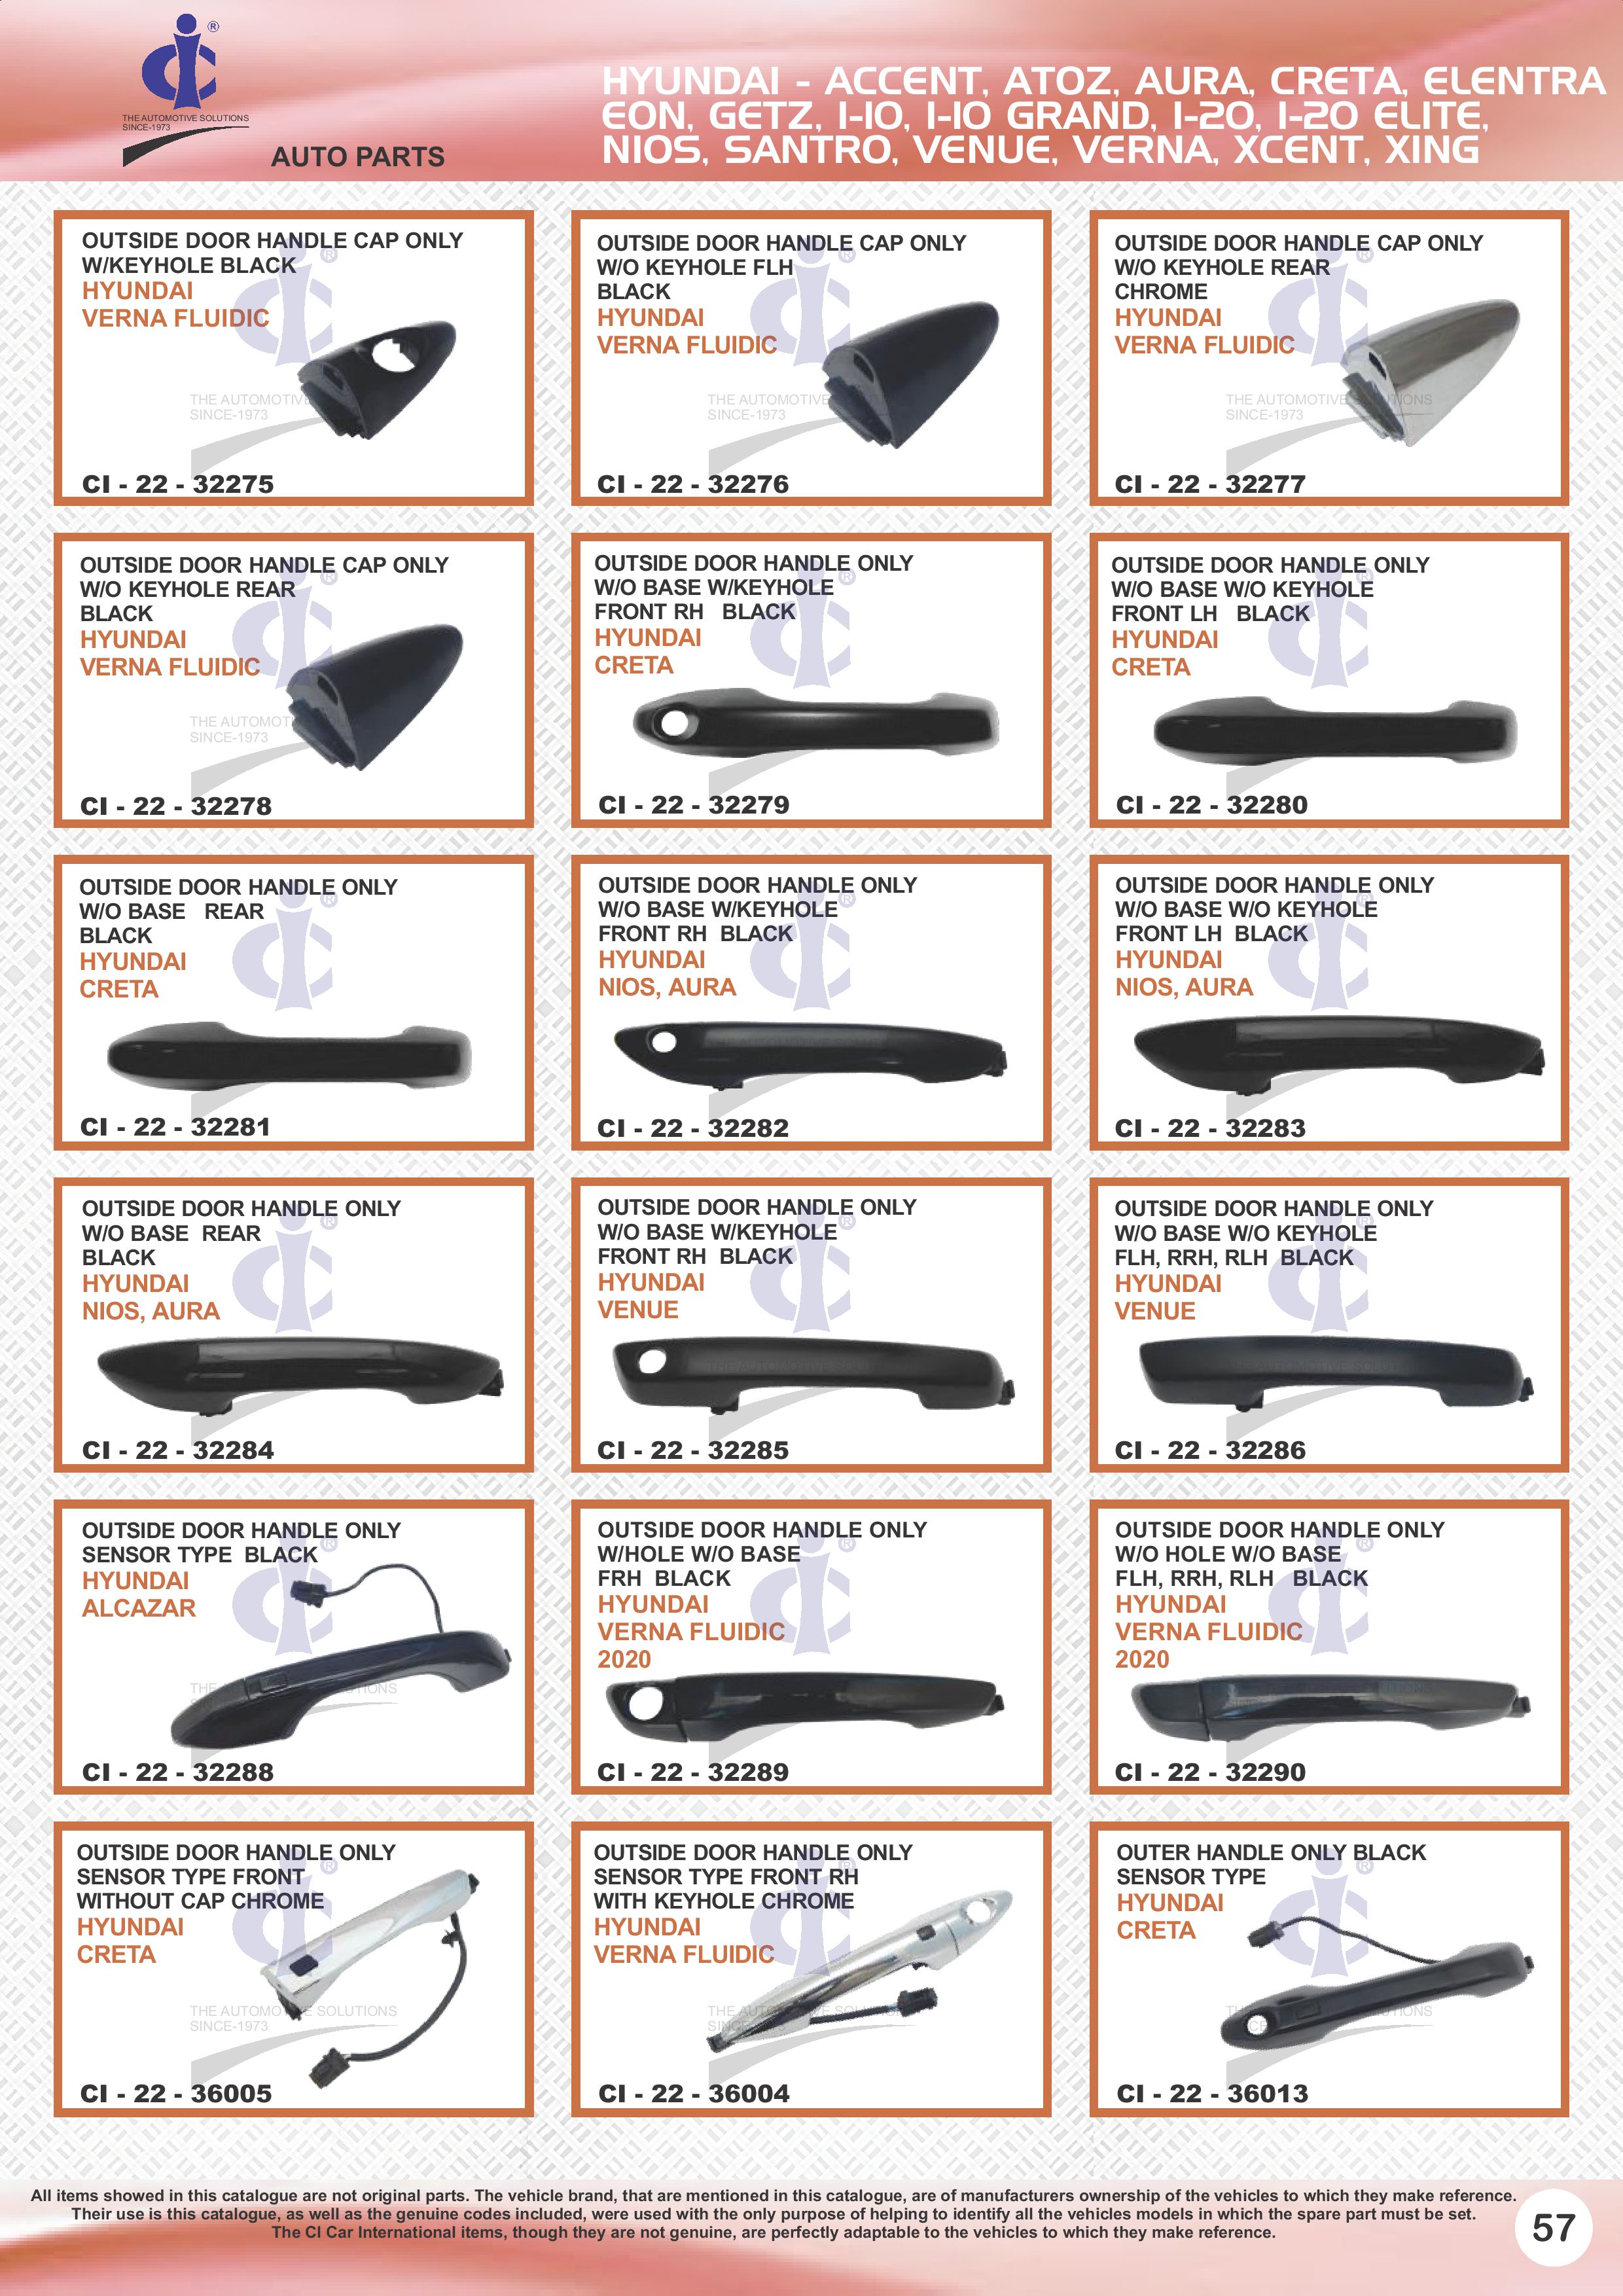 ®
THE AUTOMOTIVE SOLUTIONS
SINCE-1973
AUTO PARTS
HYUNDAI - ACCENT, ATOZ, AURA, CRETA, ELENTRA
EON, GETZ, I-10, I-10 GRAND, I-20, I-20 ELITE,
NIOS, SANTRO, VENUE, VERNA, XCENT, XING
OUTSIDE DOOR HANDLE CAP ONLY
W/KEYHOLE BLACK
HYUNDAI
VERNA FLUIDIC
CI - 22 - 32275
OUTSIDE DOOR HANDLE CAP ONLY
W/O KEYHOLE FLH
BLACK
HYUNDAI
VERNA FLUIDIC
CI - 22 - 32276
OUTSIDE DOOR HANDLE CAP ONLY
W/O KEYHOLE REAR
CHROME
HYUNDAI
VERNA FLUIDIC
CI - 22 - 32277
OUTSIDE DOOR HANDLE CAP ONLY
W/O KEYHOLE REAR
BLACK
HYUNDAI
VERNA FLUIDIC
CI - 22 - 32278
OUTSIDE DOOR HANDLE ONLY
W/O BASE W/KEYHOLE
FRONT RH BLACK
HYUNDAI
CRETA
CI - 22 - 32279
OUTSIDE DOOR HANDLE ONLY
W/O BASE W/O KEYHOLE
FRONT LH BLACK
HYUNDAI
CRETA
CI - 22 - 32280
OUTSIDE DOOR HANDLE ONLY
W/O BASE REAR
BLACK
HYUNDAI
CRETA
CI - 22 - 32281
OUTSIDE DOOR HANDLE ONLY
W/O BASE W/KEYHOLE
FRONT RH BLACK
HYUNDAI
NIOS, AURA
CI - 22 - 32282
OUTSIDE DOOR HANDLE ONLY
W/O BASE W/O KEYHOLE
FRONT LH BLACK
HYUNDAI
NIOS, AURA
CI - 22 - 32283
OUTSIDE DOOR HANDLE ONLY
W/O BASE REAR
BLACK
HYUNDAI
NIOS, AURA
CI - 22 - 32284
OUTSIDE DOOR HANDLE ONLY
W/O BASE W/KEYHOLE
FRONT RH BLACK
HYUNDAI
VENUE
CI - 22 - 32285
OUTSIDE DOOR HANDLE ONLY
W/O BASE W/O KEYHOLE
FLH, RRH, RLH BLACK
HYUNDAI
VENUE
CI - 22 - 32286
OUTSIDE DOOR HANDLE ONLY
SENSOR TYPE BLACK
HYUNDAI
ALCAZAR
CI - 22 - 32288
OUTSIDE DOOR HANDLE ONLY
W/HOLE W/O BASE
FRH BLACK
HYUNDAI
VERNA FLUIDIC
2020
CI - 22 - 32289
OUTSIDE DOOR HANDLE ONLY
W/O HOLE W/O BASE
FLH, RRH, RLH BLACK
HYUNDAI
VERNA FLUIDIC
2020
CI - 22 - 32290
OUTSIDE DOOR HANDLE ONLY
SENSOR TYPE FRONT
WITHOUT CAP CHROME
HYUNDAI
CRETA
CI - 22 - 36005
OUTSIDE DOOR HANDLE ONLY
SENSOR TYPE FRONT RH
WITH KEYHOLE CHROME
HYUNDAI
VERNA FLUIDIC
CI - 22 - 36004
OUTER HANDLE ONLY BLACK
SENSOR TYPE
HYUNDAI
CRETA
CI - 22 - 36013
All items showed in this catalogue are not original parts. The vehicle brand, that are mentioned in this catalogue, are of manufacturers ownership of the vehicles to which they make reference.
Their use is this catalogue, as well as the genuine codes included, were used with the only purpose of helping to identify all the vehicles models in which the spare part must be set.
The CI Car International items, though they are not genuine, are perfectly adaptable to the vehicles to which they make reference.
57